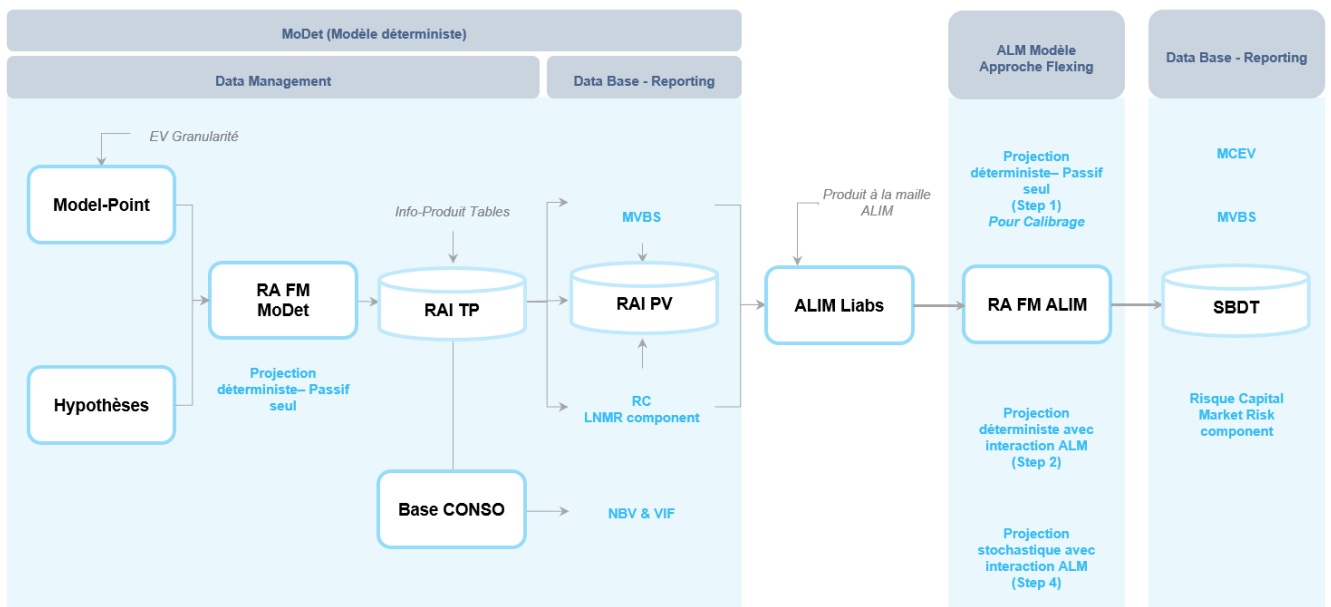 MoDet (Modèle déterministe)
ALM Modèle
Approche Flexing
Data Base - Reporting
Data Management
Data Base - Reporting
EV Granularité
Model-Point
Hypothèses
RA FM
MoDet
Projection
déterministe– Passif
seul
Info-Produit Tables
RAI TP
Base CONSO
MVBS
RAI PV
RC
LNMR component
NBV & VIF
Produit à la maille
ALIM
ALIM Liabs
Projection
déterministe– Passif
seul
(Step 1)
Pour Calibrage
RA FM ALIM
Projection
déterministe avec
interaction ALM
(Step 2)
Projection
stochastique avec
interaction ALM
(Step 4)
MCEV
MVBS
SBDT
Risque Capital
Market Risk
component